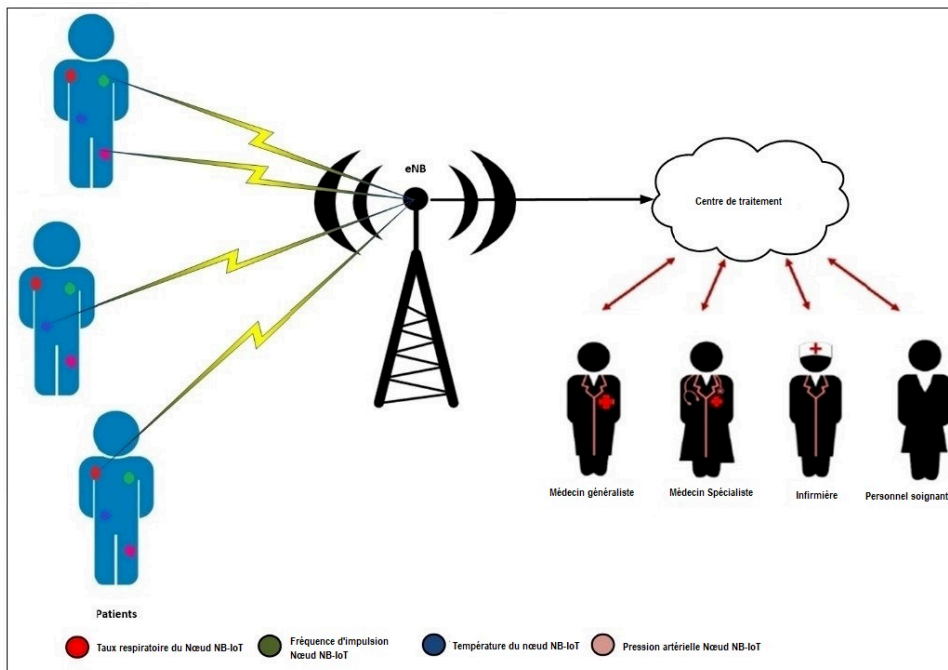 eNB
Centre de traitement
Médecin généraliste
Médecin Spécialiste
Infirmière
Personnel soignant
Patients
Taux respiratoire du Nœud NB-IoT
Fréquence d'impulsion
Nœud NB-IoT
Température du nœud NB-IoT
Pression artérielle Nœud NB-IoT